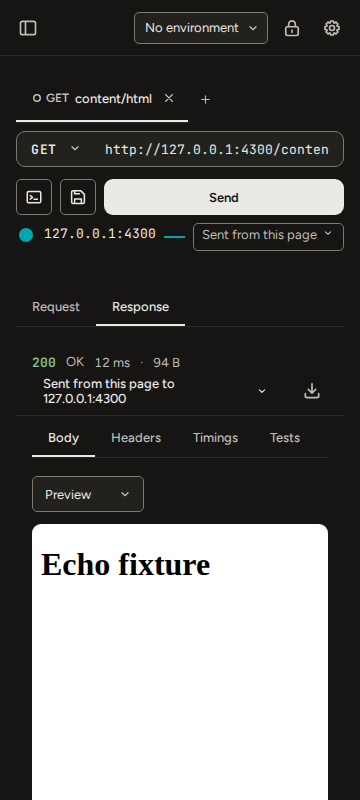 No environment
GET content/html
GET http://127.0.0.1:4300/conten
Send
127.0.0.1:4300 Sent from this page
Request Response
200 OK 12 ms · 94 B
Sent from this page to
127.0.0.1:4300
Body Headers Timings Tests
Preview
Echo fixture